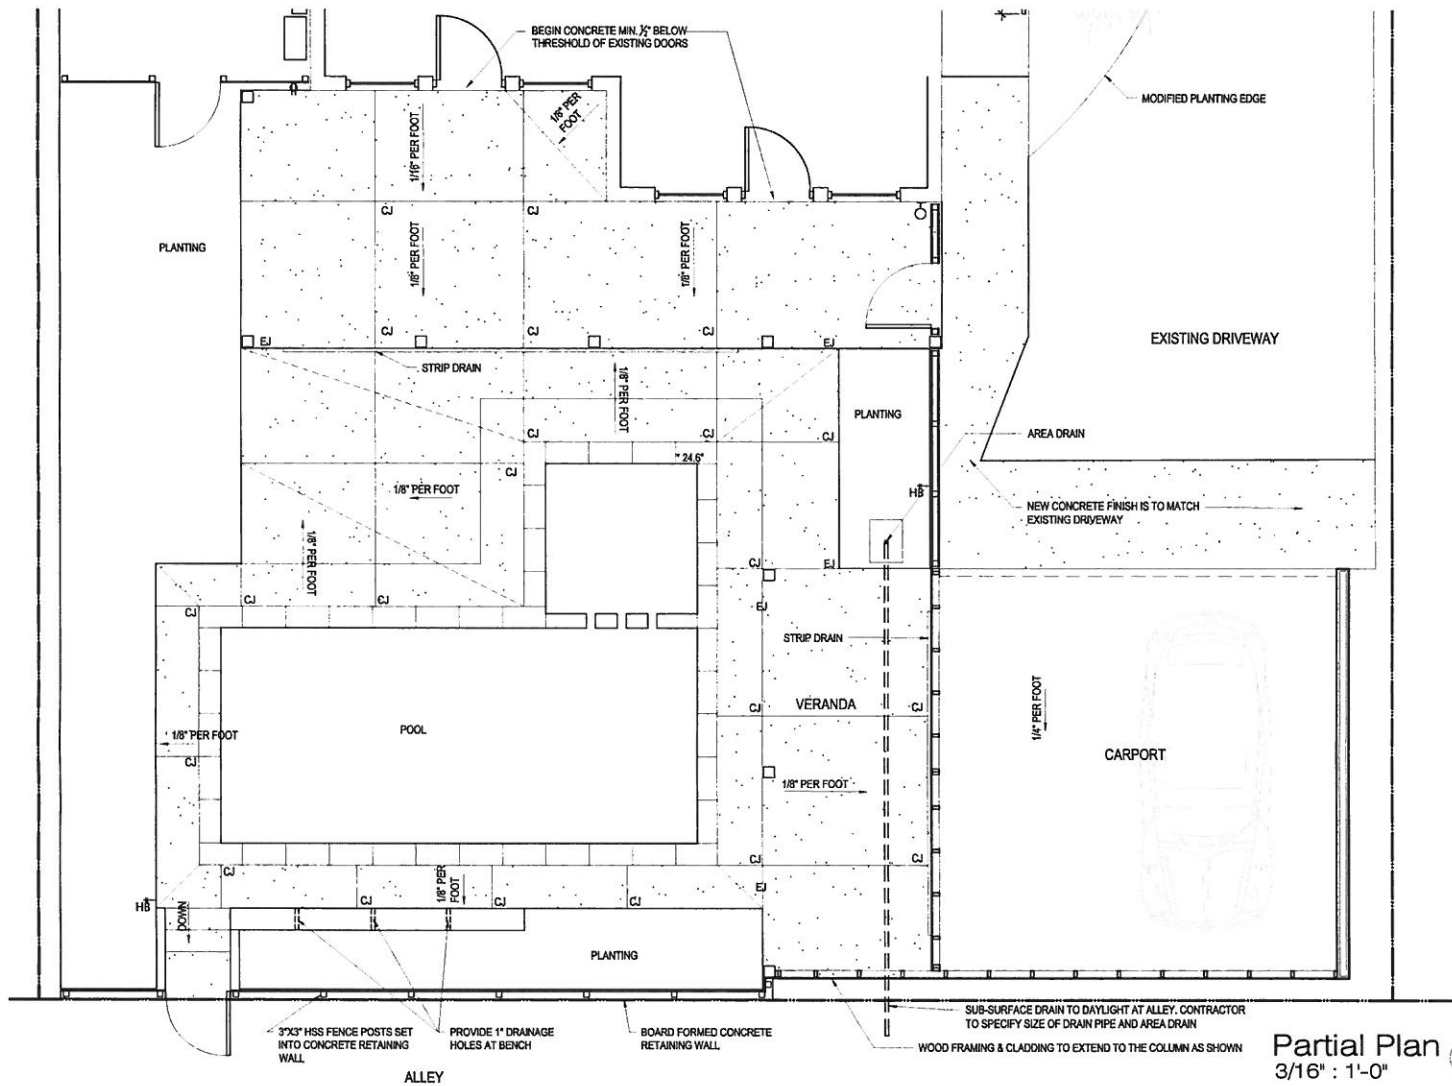 BEGIN CONCRETE MIN. ½" BELOW
THRESHOLD OF EXISTING DOORS
MODIFIED PLANTING EDGE
1/8" PER
FOOT
1/16" PER FOOT
CJ
CJ
PLANTING
1/8" PER FOOT
1/8" PER FOOT
CJ
CJ
CJ
EJ
EJ
EXISTING DRIVEWAY
STRIP DRAIN
1/8" PER FOOT
PLANTING
CJ
CJ
CJ
AREA DRAIN
24.6"
CJ
1/8" PER FOOT
HB
NEW CONCRETE FINISH IS TO MATCH
EXISTING DRIVEWAY
1/8" PER FOOT
CJ
EJ
CJ
CJ
CJ
EJ
STRIP DRAIN
VERANDA
CJ
CJ
1/4" PER FOOT
POOL
1/8" PER FOOT
CARPORT
CJ
1/8" PER FOOT
CJ
CJ
CJ
1/8" PER
FOOT
EJ
HB
DOWN
CJ
CJ
CJ
PLANTING
3"X3" HSS FENCE POSTS SET
INTO CONCRETE RETAINING
WALL
PROVIDE 1" DRAINAGE
HOLES AT BENCH
BOARD FORMED CONCRETE
RETAINING WALL
SUB-SURFACE DRAIN TO DAYLIGHT AT ALLEY. CONTRACTOR
TO SPECIFY SIZE OF DRAIN PIPE AND AREA DRAIN
WOOD FRAMING & CLADDING TO EXTEND TO THE COLUMN AS SHOWN
ALLEY
Partial Plan
3/16" : 1'-0"